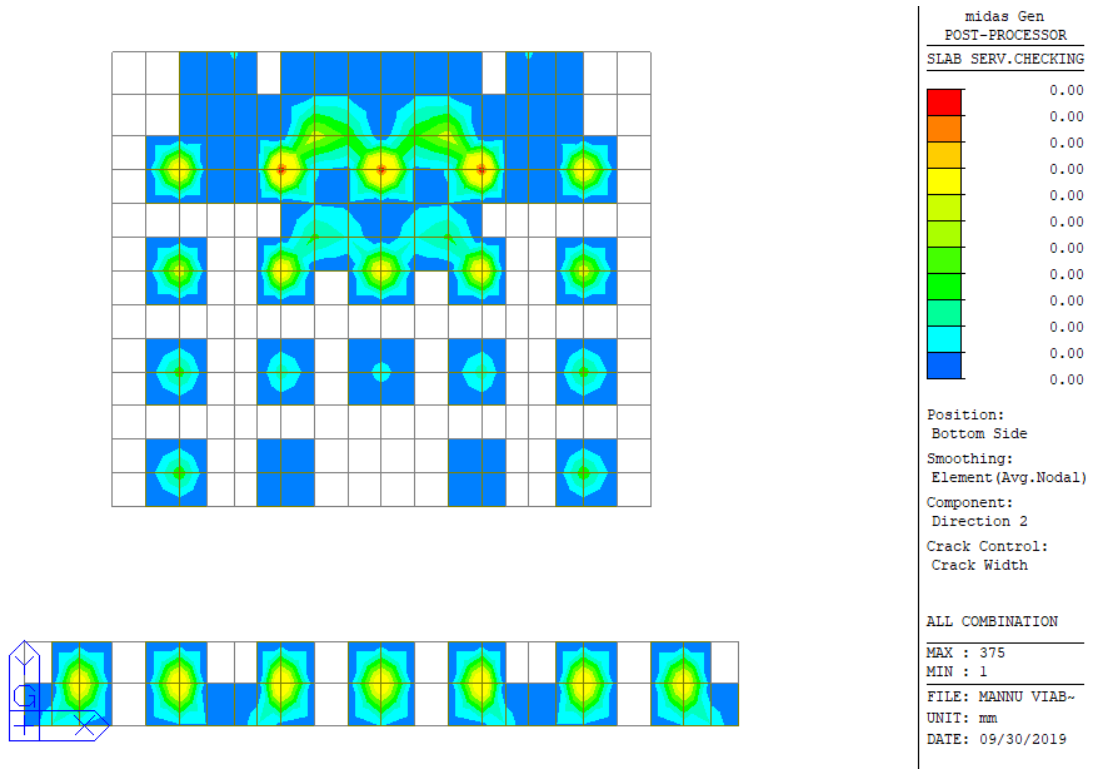 midas Gen
POST-PROCESSOR
SLAB SERV.CHECKING
0.00
0.00
0.00
0.00
0.00
0.00
0.00
0.00
0.00
0.00
0.00
0.00
Position:
Bottom Side
Smoothing:
Element(Avg.Nodal)
Component:
Direction 2
Crack Control:
Crack Width
ALL COMBINATION
MAX : 375
MIN : 1
FILE: MANNU VIAB~
UNIT: mm
DATE: 09/30/2019
Y
G
X